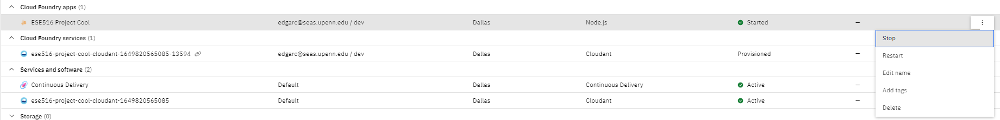 Cloud Foundry apps (1)
ESE516 Project Cool edgarc@seas.upenn.edu / dev Dallas Node.js Started –
Cloud Foundry services (1)
Stop
ese516-project-cool-cloudant-1649820565085-13594 edgarc@seas.upenn.edu / dev Dallas Cloudant Provisioned –
Restart
Services and software (2)
Edit name
Continuous Delivery Default Dallas Continuous Delivery Active –
Add tags
ese516-project-cool-cloudant-1649820565085 Default Dallas Cloudant Active –
Delete
Storage (0)